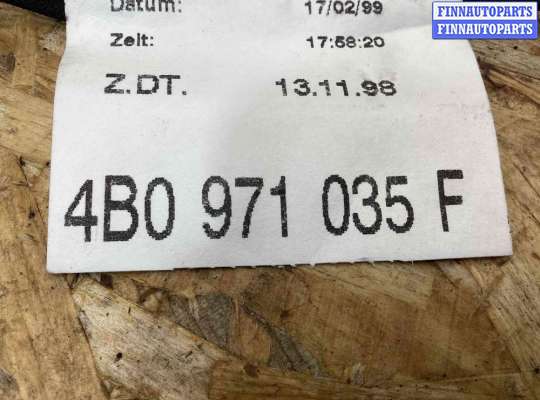 Datum: 17/02/99
FINNAUTOPARTS
FINNAUTOPARTS
Zeit: 17:58:20
Z.DT. 13.11.98
4B0 971 035 F